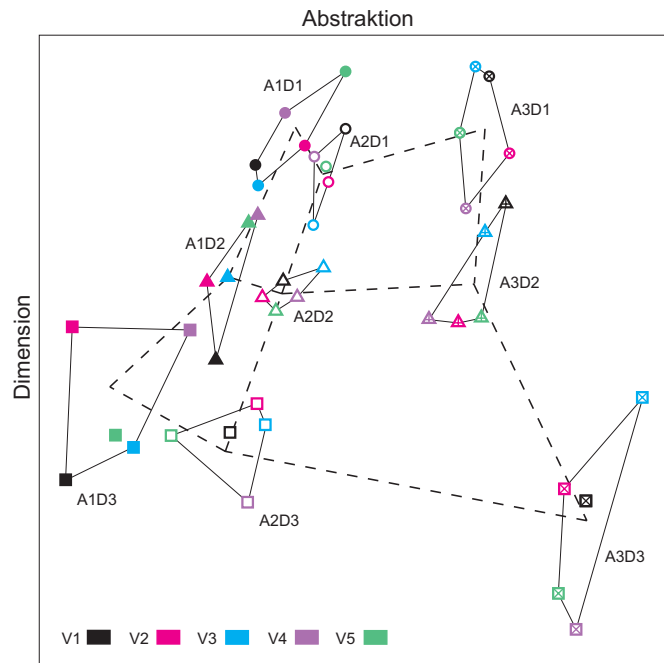 Abstraktion
A1D1
A2D1
A3D1
A1D2
A2D2
A3D2
Dimension
A1D3
A2D3
A3D3
V1 V2 V3 V4 V5